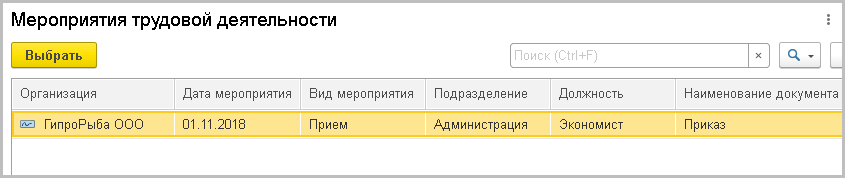 Мероприятия трудовой деятельности
Выбрать
Поиск (Ctrl+F)
×
Организация Дата мероприятия Вид мероприятия Подразделение Должность Наименование документа
ГипроРыба ООО 01.11.2018 Прием Администрация Экономист Приказ